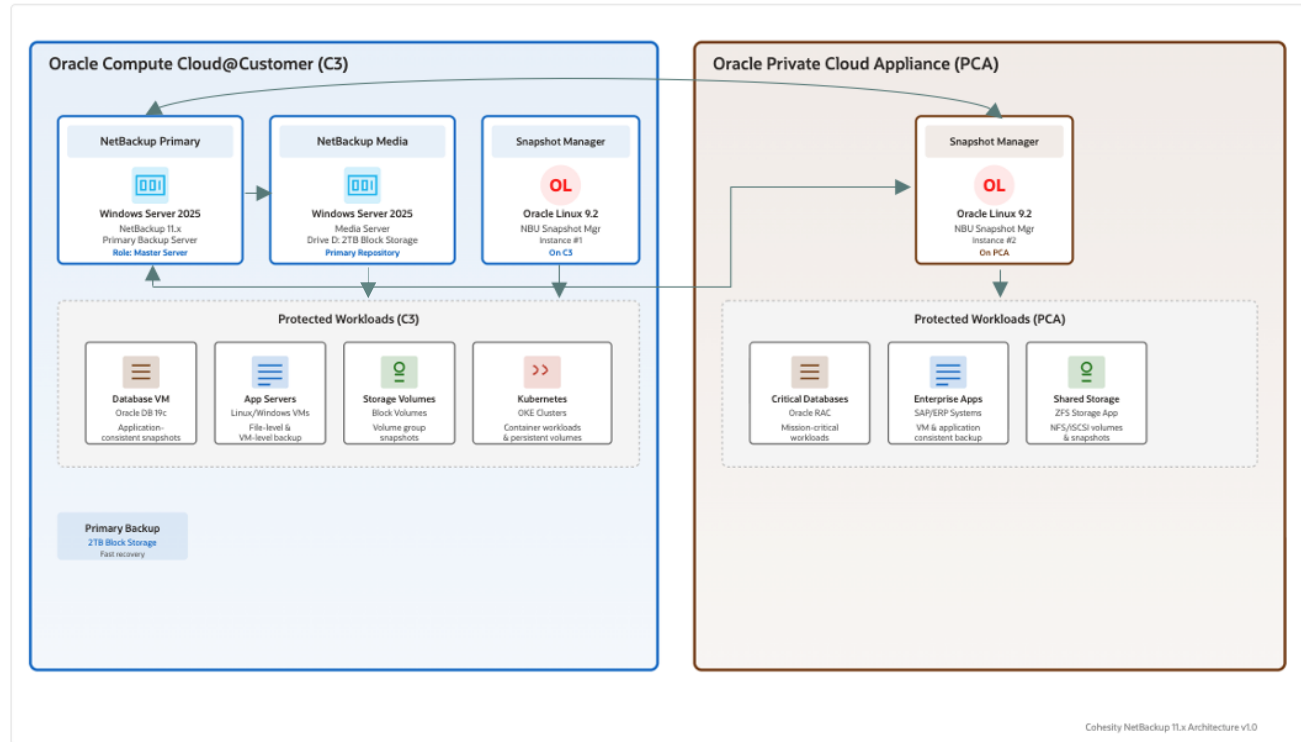 Oracle Compute Cloud@Customer (C3)
NetBackup Primary
Windows Server 2025
NetBackup 11.x
Primary Backup Server
Role: Master Server
NetBackup Media
Windows Server 2025
Media Server
Drive D: 2TB Block Storage
Primary Repository
Snapshot Manager
OL
Oracle Linux 9.2
NBU Snapshot Mgr
Instance #1
On C3
Protected Workloads (C3)
Database VM
Oracle DB 19c
Application-
consistent snapshots
App Servers
Linux/Windows VMs
File-level &
VM-level backup
Storage Volumes
Block Volumes
Volume group
snapshots
Kubernetes
OKE Clusters
Container workloads
& persistent volumes
Primary Backup
2TB Block Storage
Fast recovery
Oracle Private Cloud Appliance (PCA)
Snapshot Manager
OL
Oracle Linux 9.2
NBU Snapshot Mgr
Instance #2
On PCA
Protected Workloads (PCA)
Critical Databases
Oracle RAC
Mission-critical
workloads
Enterprise Apps
SAP/ERP Systems
VM & application
consistent backup
Shared Storage
ZFS Storage App
NFS/iSCSI volumes
& snapshots
Cohesity NetBackup 11.x Architecture v1.0